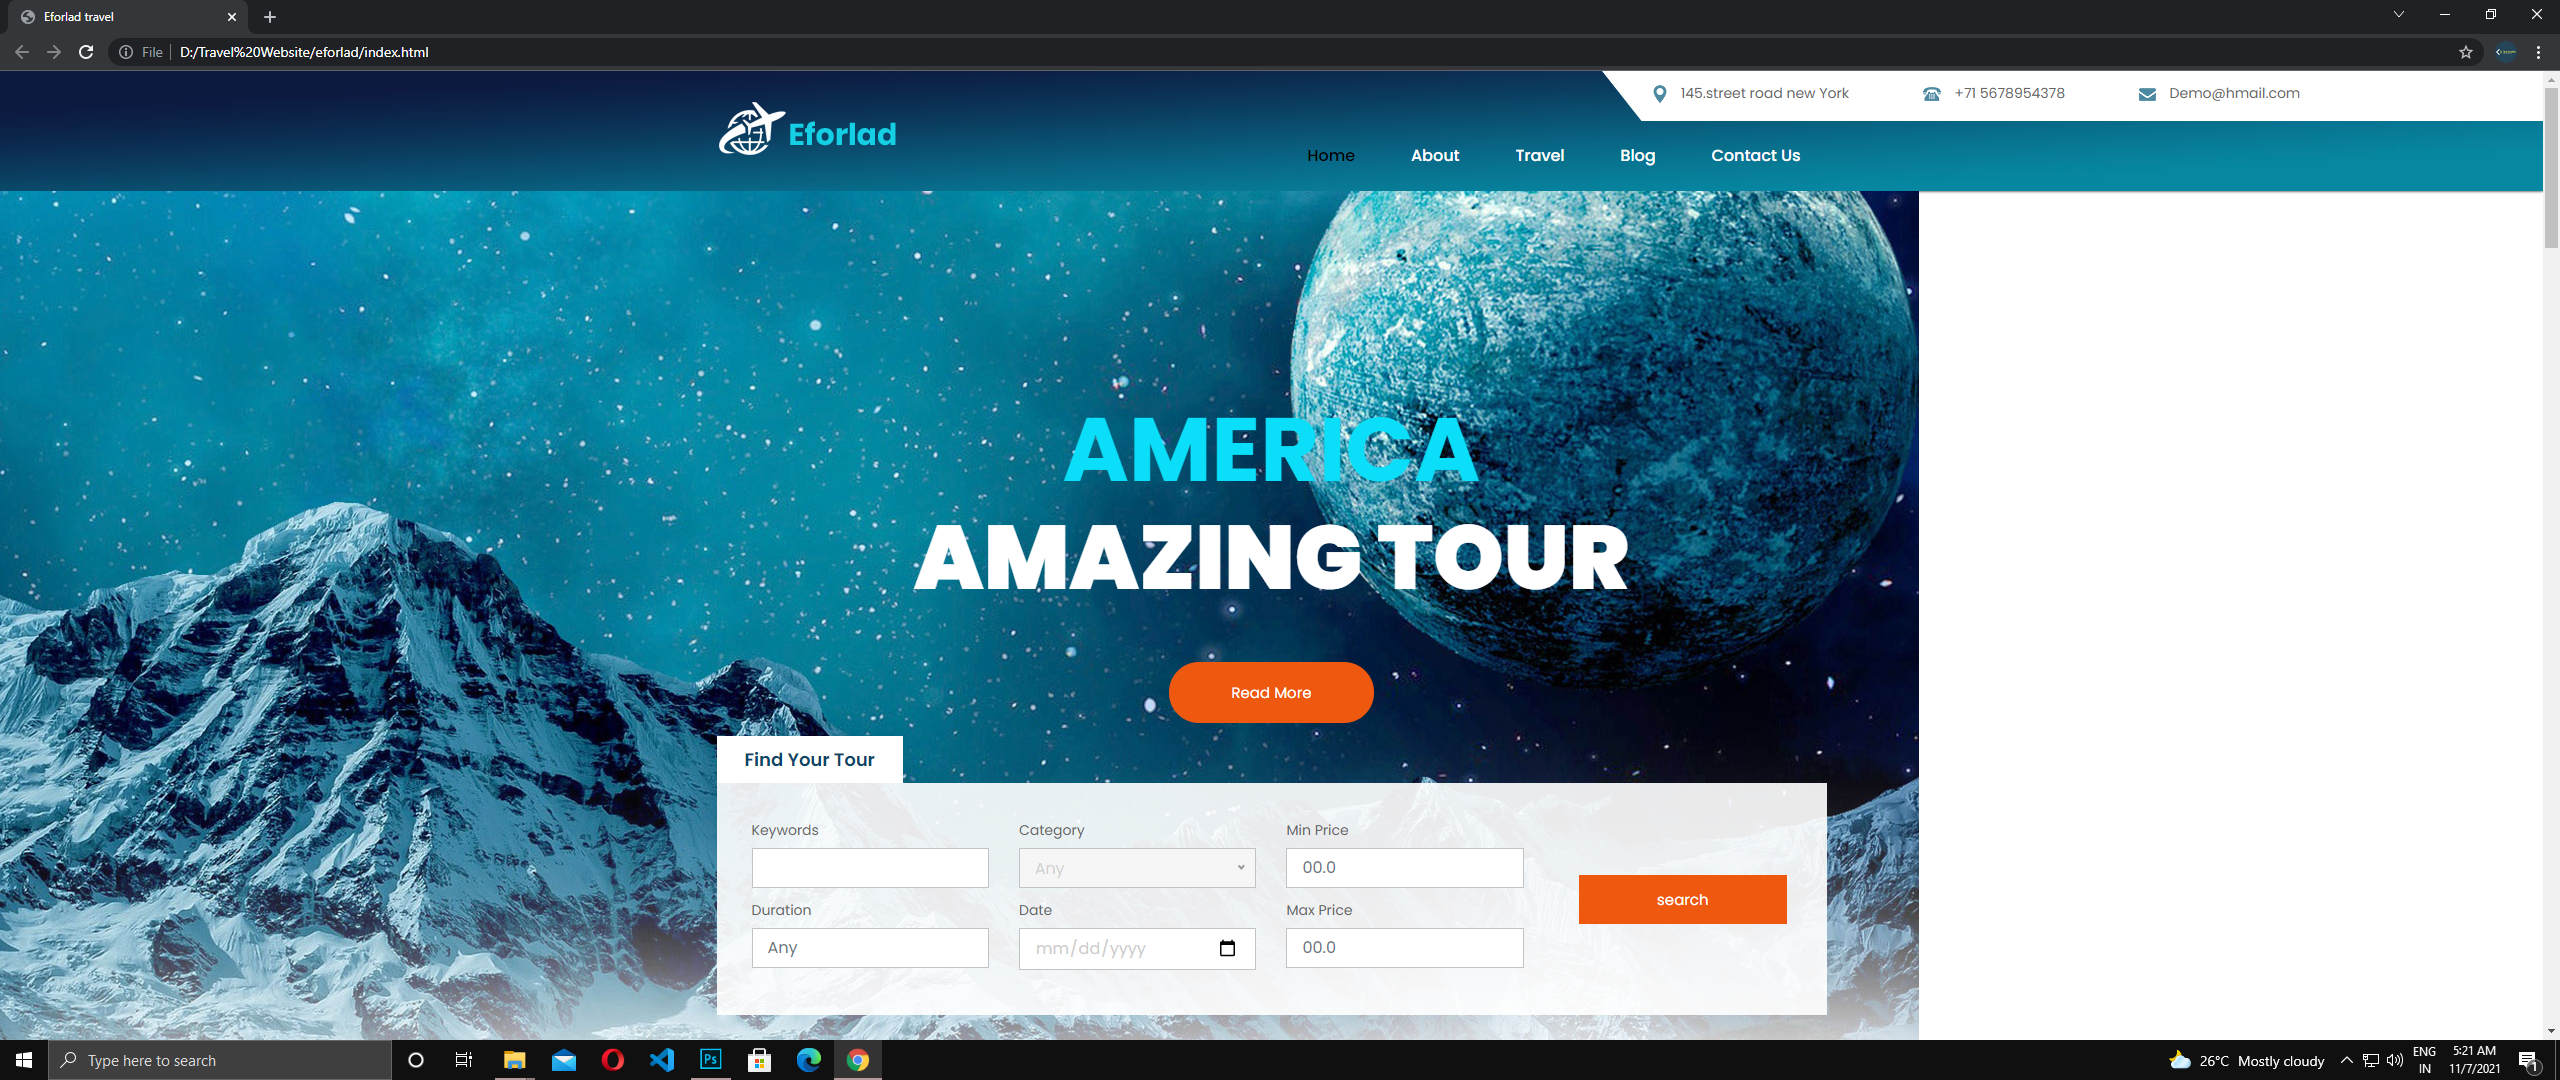 Eforlad travel
File
D:/Travel%20Website/eforlad/index.html
145.street road new York
+71 5678954378
Demo@hmail.com
Eforlad
Home
About
Travel
Blog
Contact Us
AMERICA
AMAZING TOUR
Read More
Find Your Tour
Keywords
Category
Min Price
Any
00.0
search
Duration
Date
Max Price
Any
mm/dd/yyyy
00.0
Type here to search
Ps
26°C Mostly cloudy
ENG
IN
5:21 AM
11/7/2021
1